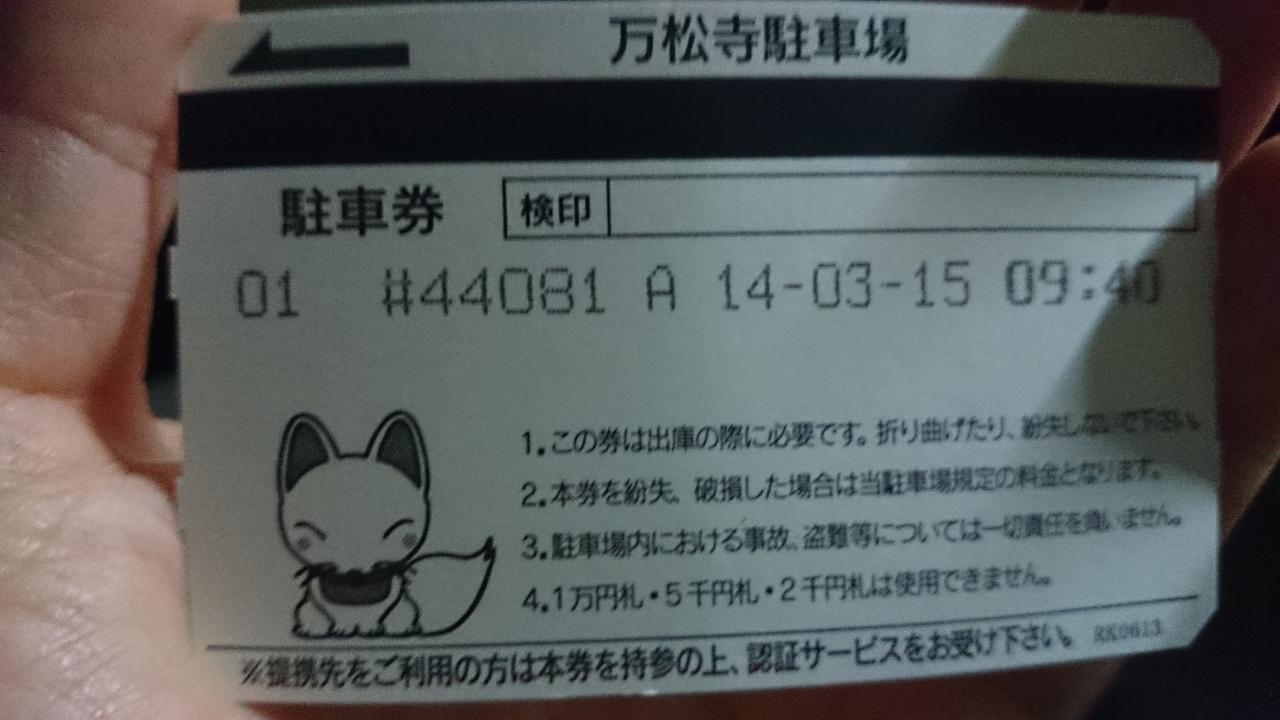 万松寺駐車場
駐車券 検印
01 #44081 A 14-03-15 09:40
1.この券は出庫の際に必要です。折り曲げたり、紛失しないで下さい。
2.本券を紛失、破損した場合は当駐車場規定の料金となります。
3.駐車場内における事故、盗難等については一切責任を負いません。
4.1万円札・5千円札・2千円札は使用できません。
※提携先をご利用の方は本券を持参の上、認証サービスをお受け下さい。 RK0613